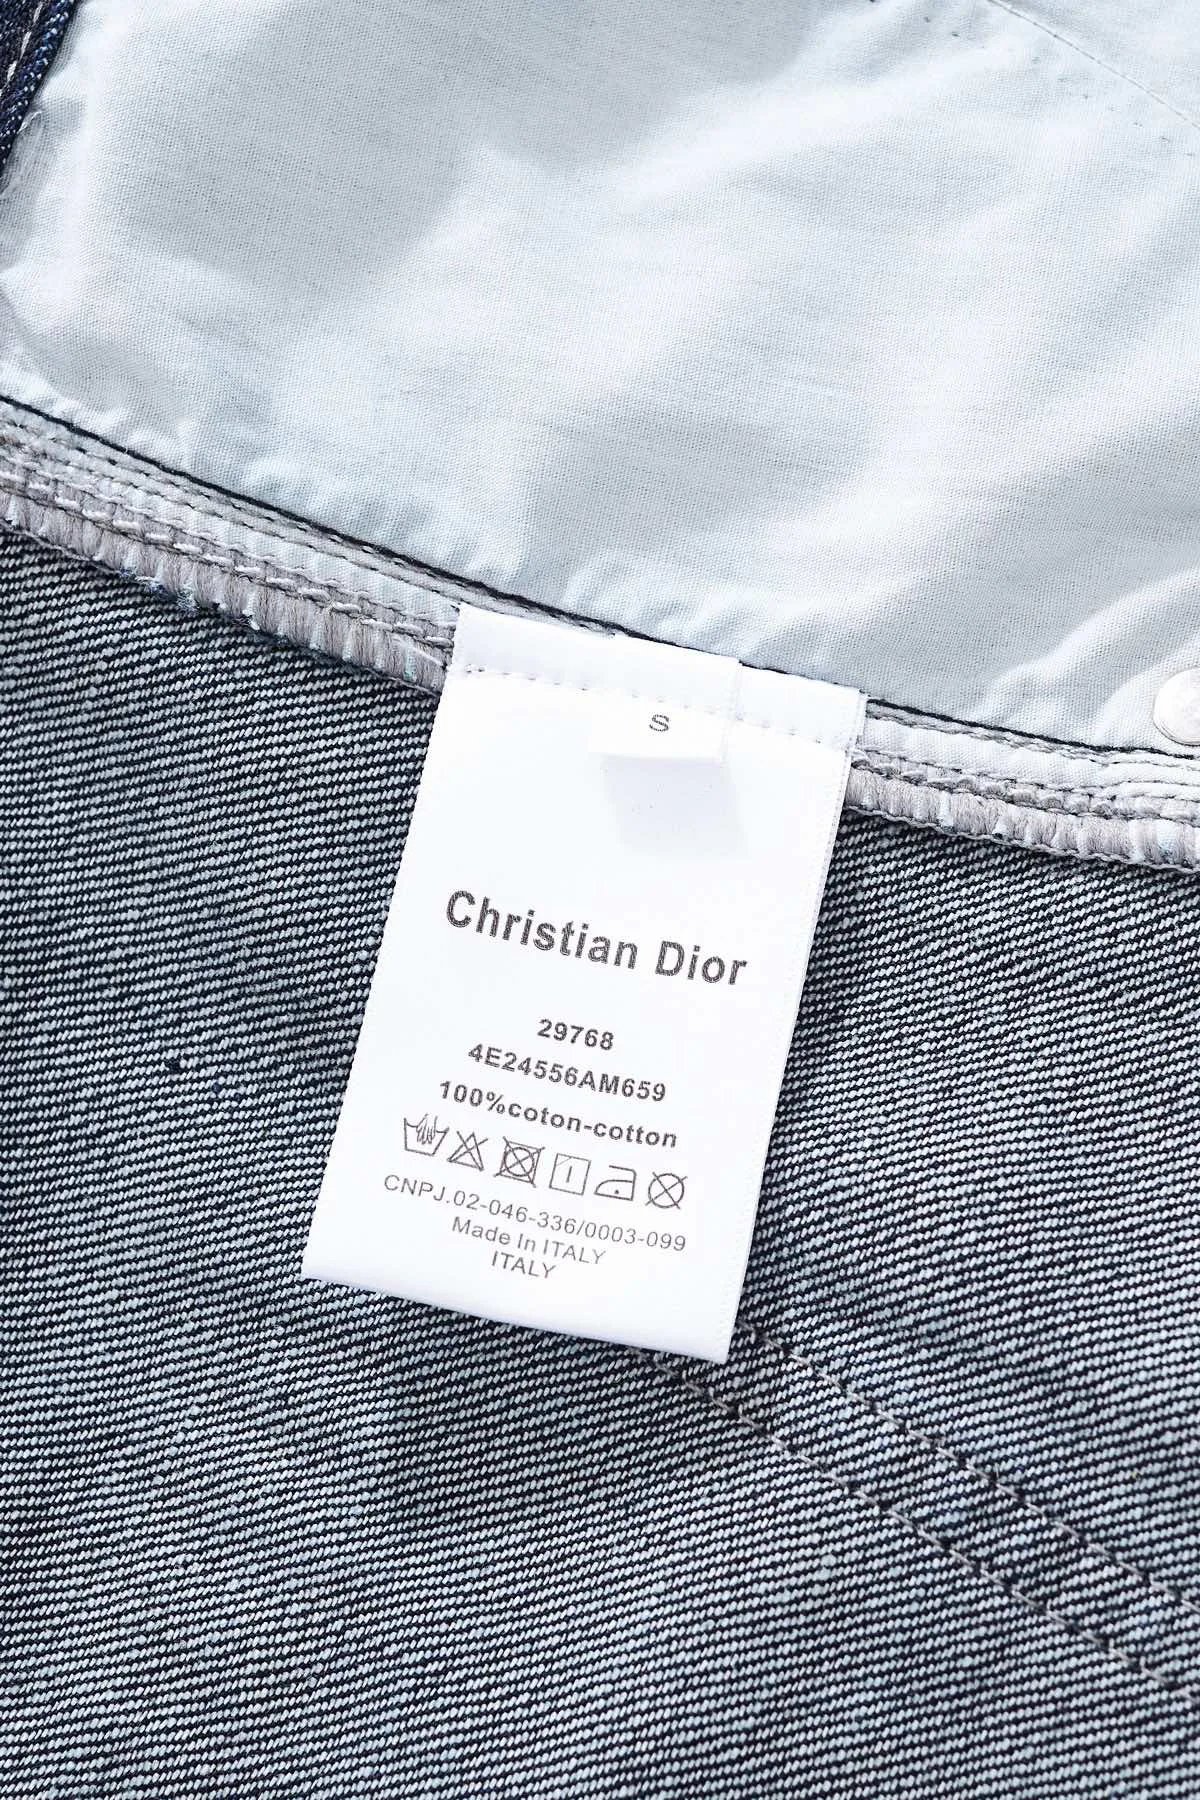 S
Christian Dior
29768
4E24556AM659
100%coton-cotton
CNPJ.02-046-336/0003-099
Made In ITALY
ITALY